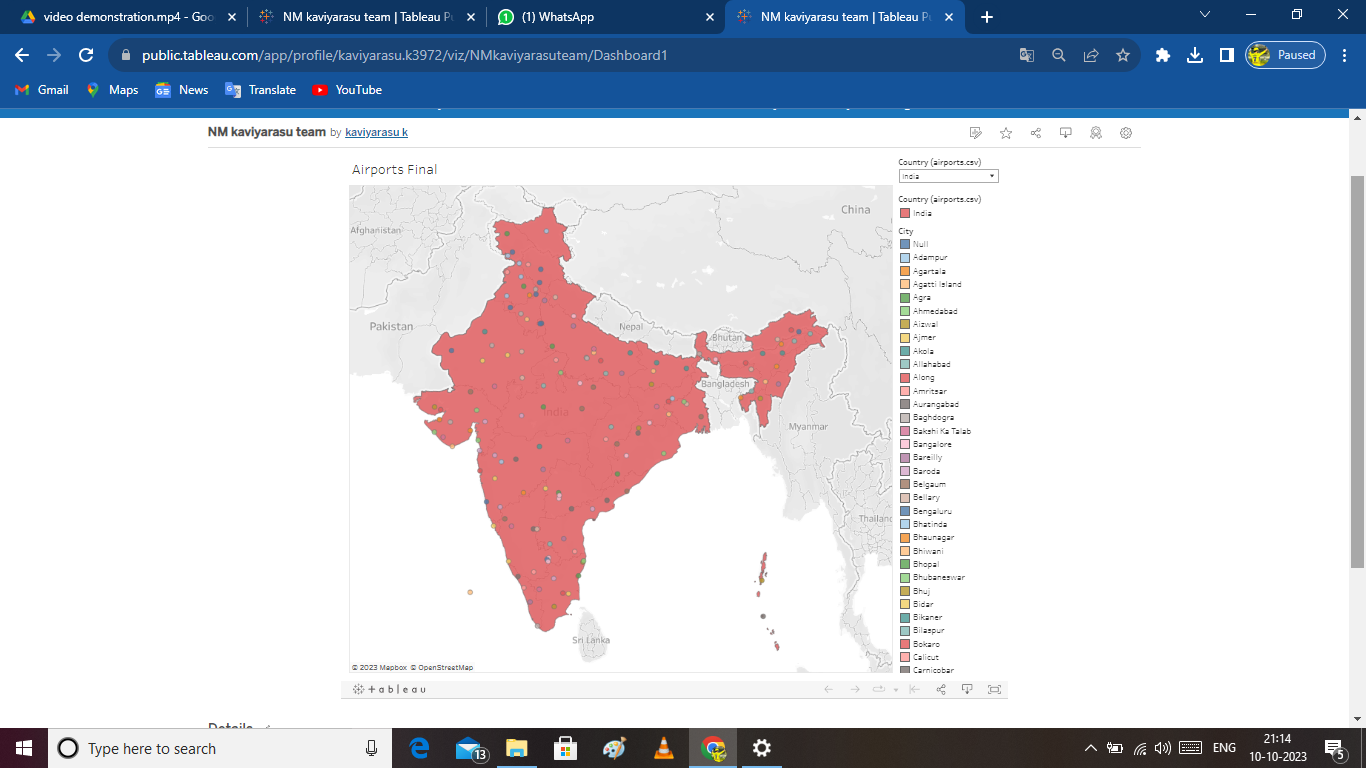 video demonstration.mp4 - Goo
NM kaviyarasu team | Tableau Pu
(1) WhatsApp
NM kaviyarasu team | Tableau Pu
public.tableau.com/app/profile/kaviyarasu.k3972/viz/NMkaviyarasuteam/Dashboard1
Paused
Gmail
Maps
News
Translate
YouTube
NM kaviyarasu team by kaviyarasu k
Airports Final
Country (airports.csv)
India
Country (airports.csv)
India
City
Null
Adampur
Agartala
Agatti Island
Agra
Ahmedabad
Aizwal
Ajmer
Akola
Allahabad
Along
Amritsar
Aurangabad
Baghdogra
Bakshi Ka Talab
Bangalore
Bareilly
Baroda
Belgaum
Bellary
Bengaluru
Bhatinda
Bhaunagar
Bhiwani
Bhopal
Bhubaneswar
Bhuj
Bidar
Bikaner
Bilaspur
Bokaro
Calicut
Carnicobar
China
Afghanistan
Pakistan
Nepal
Bhutan
Bangladesh
India
Myanmar
Thailand
Sri Lanka
© 2023 Mapbox © OpenStreetMap
+ableau
Details
Type here to search
13
ENG
21:14
10-10-2023
5